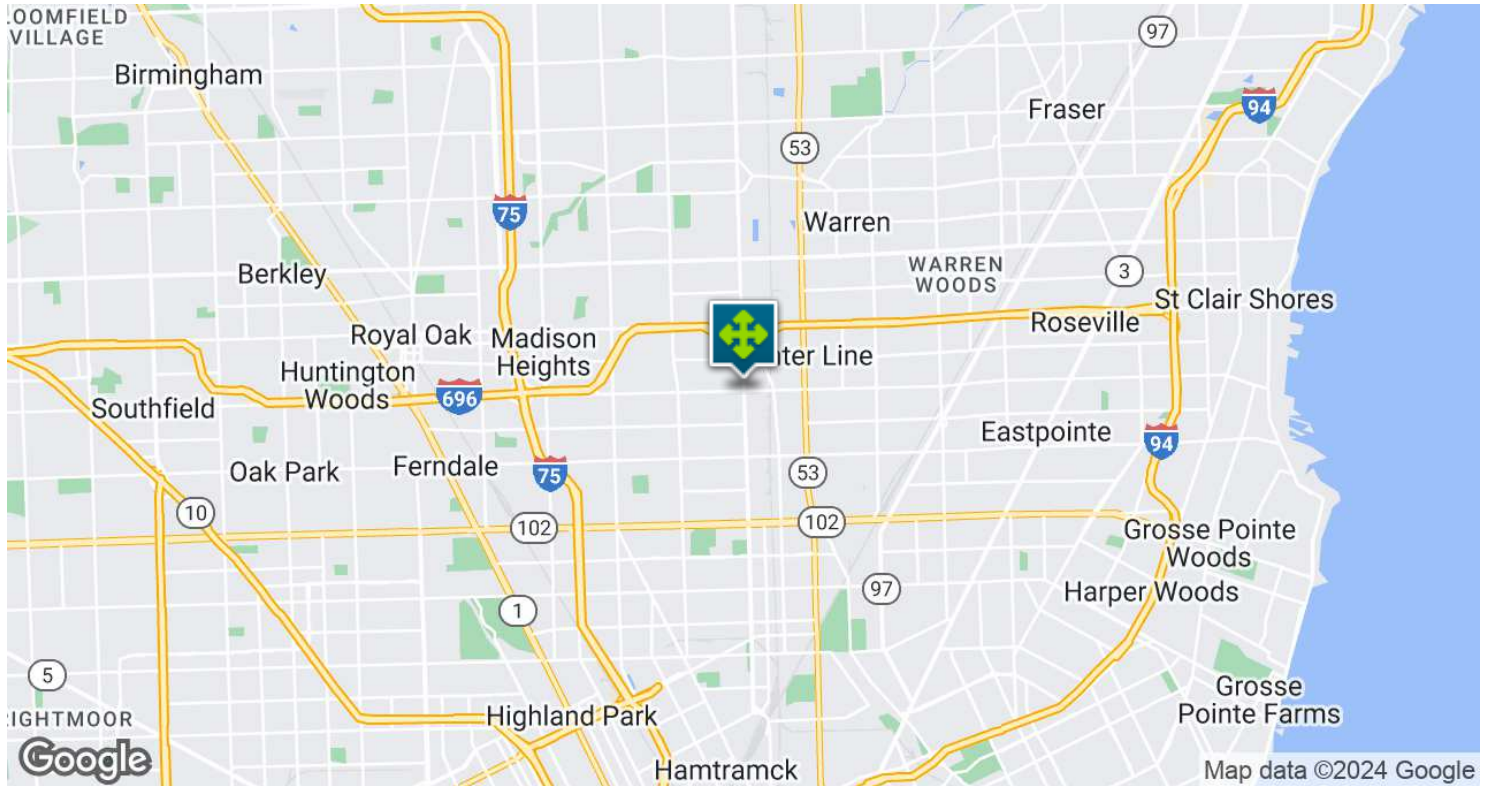 LOOMFIELD
VILLAGE
97
Birmingham
94
Fraser
53
75
Warren
Berkley
WARREN
WOODS
3
St Clair Shores
Roseville
Royal Oak
Madison
Heights
nter Line
Huntington
Woods
696
Southfield
Eastpointe
94
Oak Park
Ferndale
75
53
10
102
102
Grosse Pointe
Woods
97
Harper Woods
1
5
Grosse
Pointe Farms
IGHTMOOR
Highland Park
Google
Hamtramck
Map data ©2024 Google